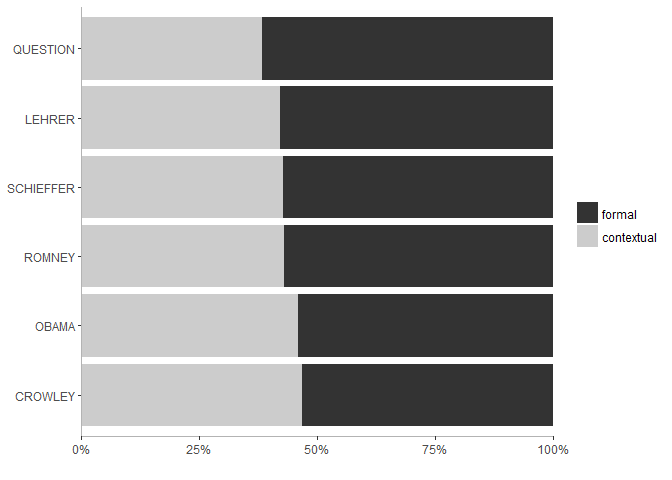 QUESTION
LEHRER
SCHIEFFER
ROMNEY
OBAMA
CROWLEY
0% 25% 50% 75% 100%
formal
contextual